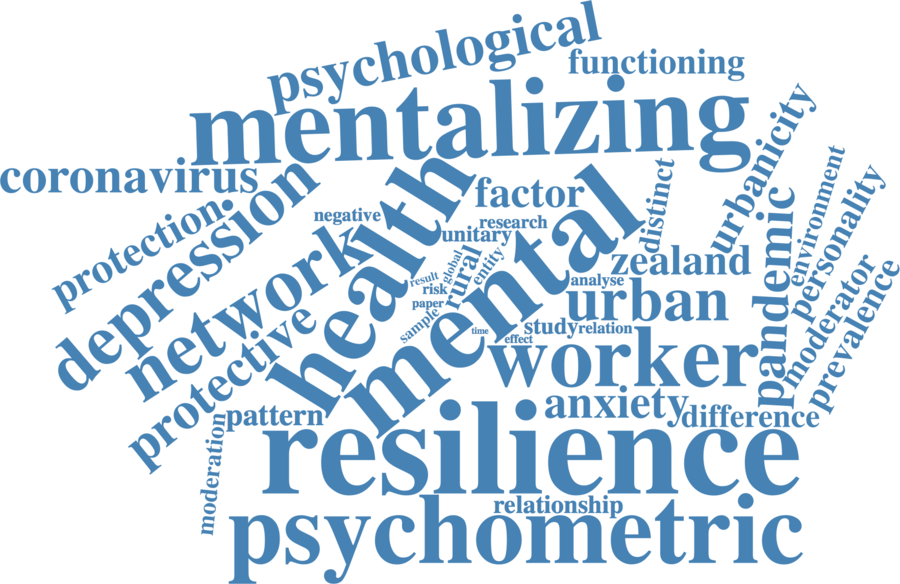 psychological
functioning
mentalizing
urbanicity
coronavirus
depression
health
factor
distinct
environment
personality
protection
negative
research
unitary
network
mental
pandemic
global
entity
rural
zealand
result
risk
analyse
paper
urban
moderator
prevalence
sample
time
study
relation
effect
protective
worker
anxiety
pattern
difference
moderation
resilience
relationship
psychometric